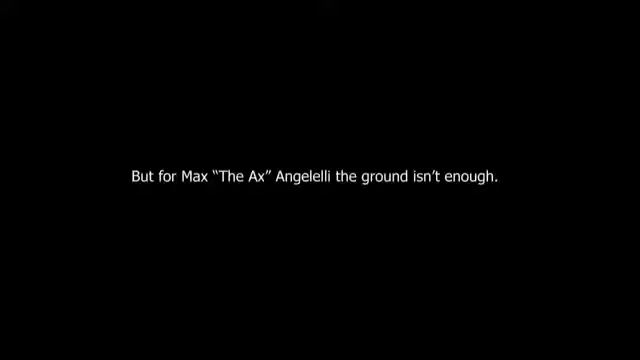 But for Max “The Ax” Angelelli the ground isn’t enough.